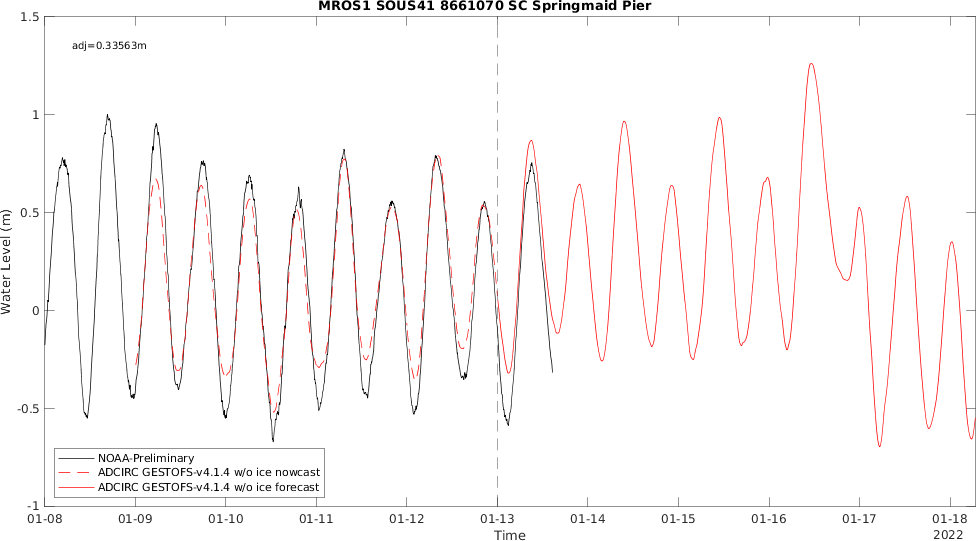 MROS1 SOUS41 8661070 SC Springmaid Pier
1.5
adj=0.33563m
1
0.5
Water Level (m)
0
-0.5
NOAA-Preliminary
ADCIRC GESTOFS-v4.1.4 w/o ice nowcast
ADCIRC GESTOFS-v4.1.4 w/o ice forecast
-1
01-08 01-09 01-10 01-11 01-12 01-13 01-14 01-15 01-16 01-17 01-18
Time
2022